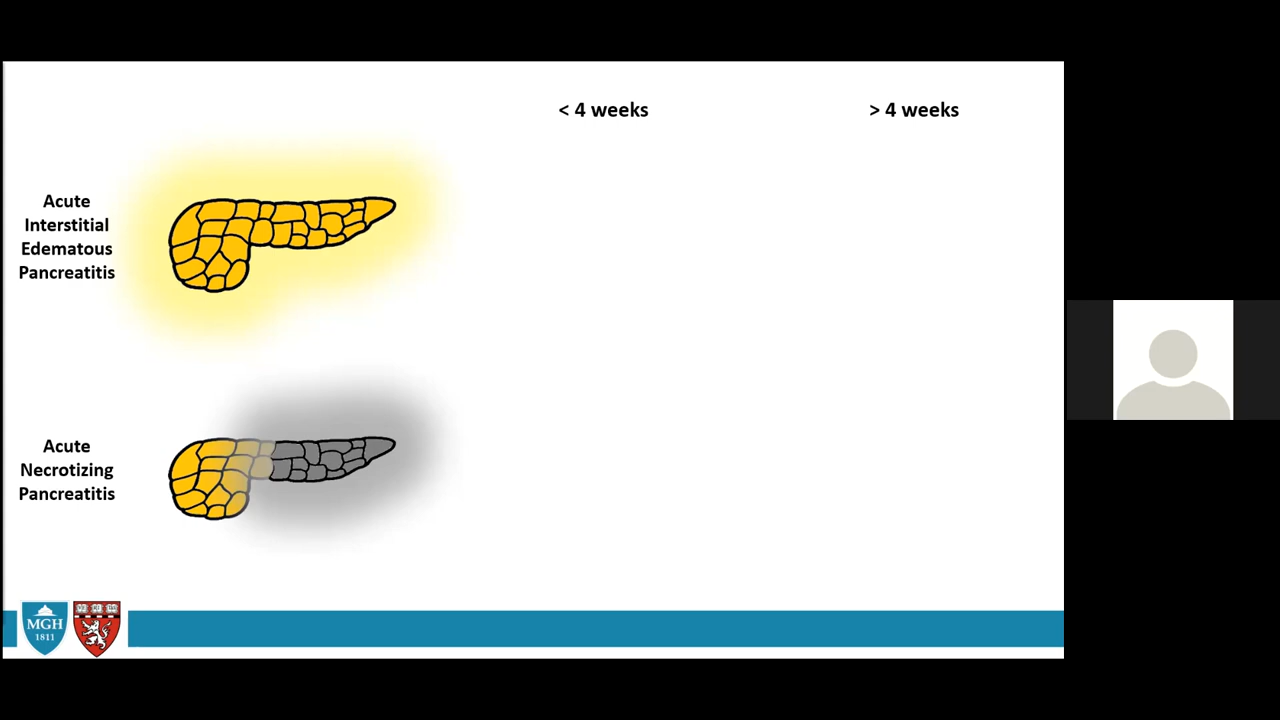 < 4 weeks
> 4 weeks
Acute
Interstitial
Edematous
Pancreatitis
Acute
Necrotizing
Pancreatitis
MGH
1811